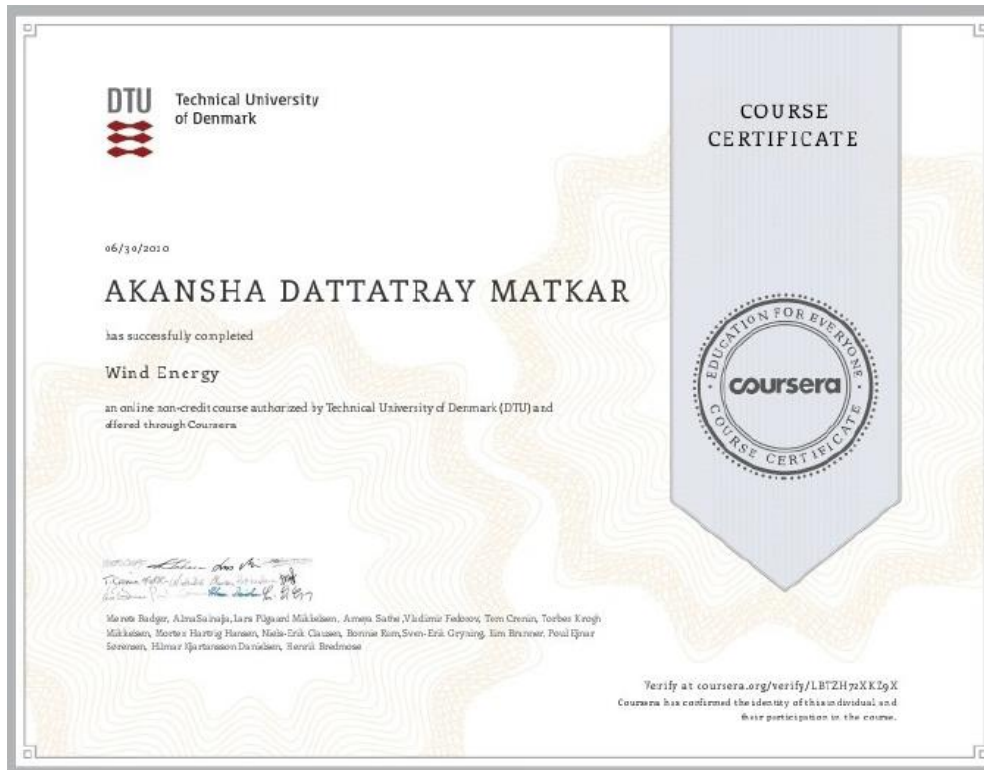 DTU
Technical University
of Denmark
COURSE
CERTIFICATE
06/30/2010
AKANSHA DATTATRAY MATKAR
has successfully completed
Wind Energy
an online non-credit course authorized by Technical University of Denmark (DTU) and
offered through Coursera
EDUCATION FOR EVERYONE
coursera
COURSE CERTIFICATE
Merete Badger, Alma Sainaja, Lars Pilgaard Mikkelsen, Ameya Sathe, Vladimir Fedorov, Tom Cronin, Torben Krogh
Mikkelsen, Morten Hartvig Hansen, Niels-Erik Clausen, Bonnie Ram, Sven-Erik Gryning, Kim Branner, Poul Ejnar
Sørensen, Hilmar Kjartansson Danielsen, Henrik Bredmose
Verify at coursera.org/verify/LBTZH72XKZ9X
Coursera has confirmed the identity of this individual and
their participation in the course.